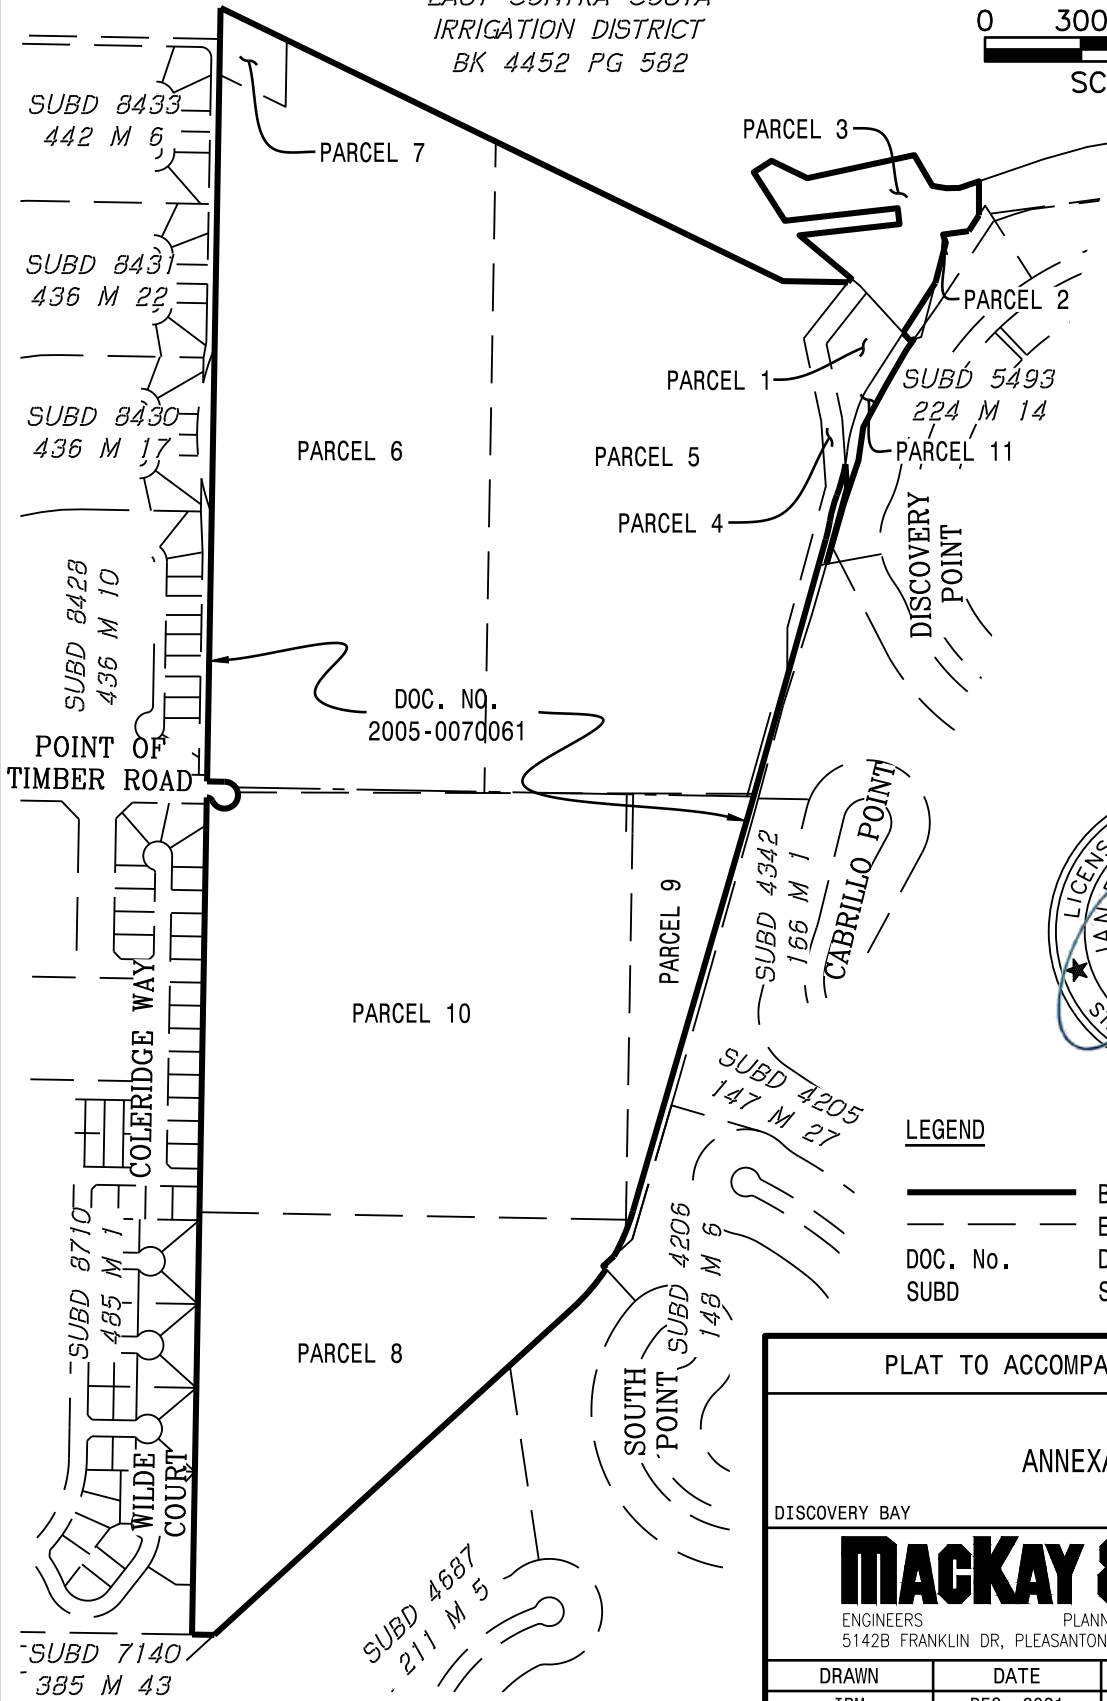 EAST CONTRA COSTA
IRRIGATION DISTRICT
BK 4452 PG 582
0 300
SC
SUBD 8433
442 M 6
PARCEL 7
PARCEL 3
SUBD 8431
436 M 22
PARCEL 2
PARCEL 1
SUBD 5493
224 M 14
SUBD 8430
436 M 17
PARCEL 6
PARCEL 5
PARCEL 11
PARCEL 4
DISCOVERY
POINT
SUBD 8428
436 M 10
DOC. NO.
2005-0070061
POINT OF
TIMBER ROAD
SUBD 4342
166 M 1
CABRILLO POINT
PARCEL 9
LICENS
IAN
COLERIDGE WAY
PARCEL 10
SUBD 4205
147 M 27
LEGEND
B
E
DOC. No. D
SUBD S
SUBD 8710
485 M 1
SUBD 4206
148 M 6
PARCEL 8
SOUTH
POINT
PLAT TO ACCOMPA
ANNEXA
DISCOVERY BAY
WILDE
COURT
MACKAY &
ENGINEERS PLANN
5142B FRANKLIN DR, PLEASANTON
SUBD 4687
211 M 5
SUBD 7140
385 M 43
DRAWN DATE